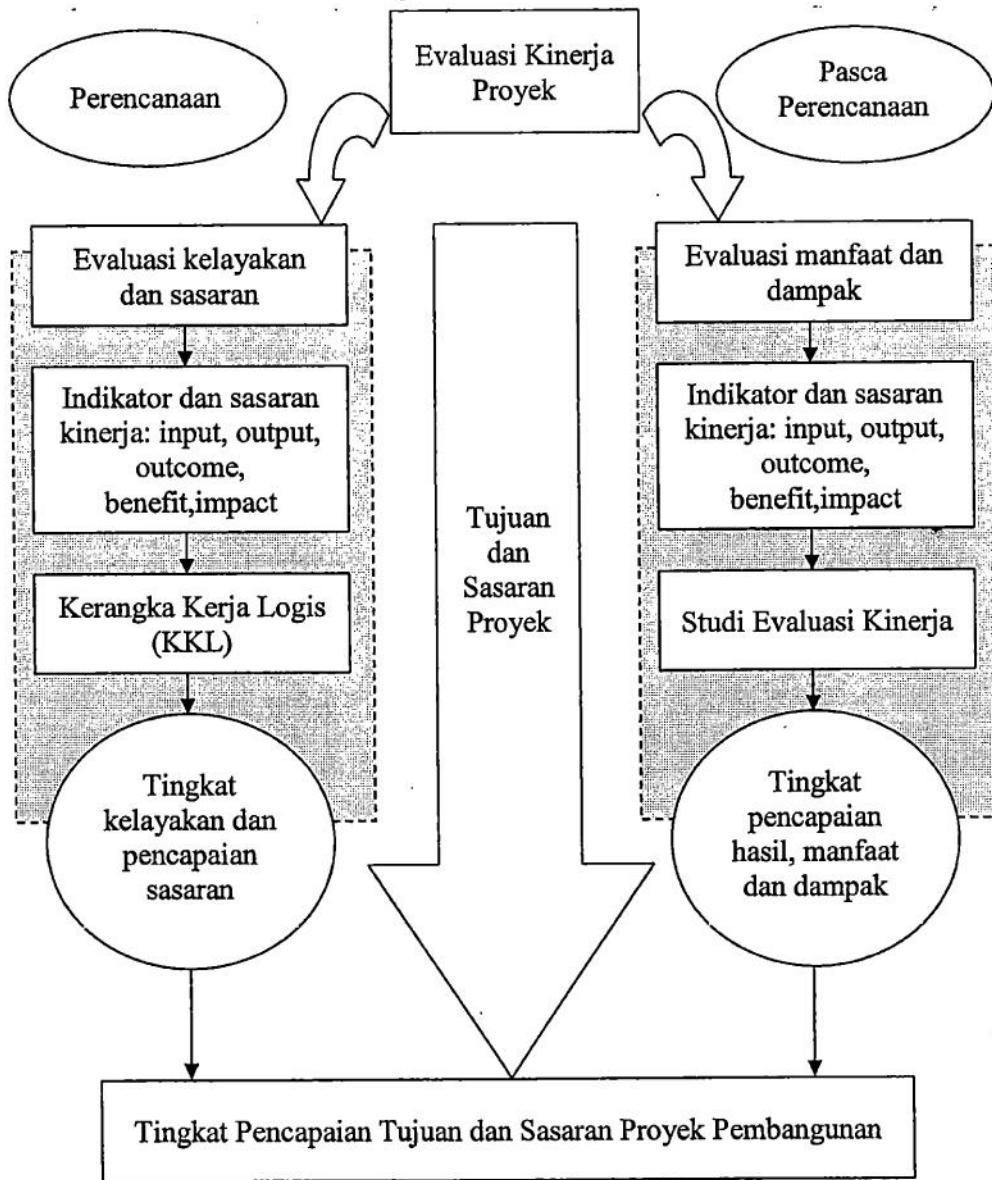 Evaluasi Kinerja
Proyek
Perencanaan
Pasca
Perencanaan
Evaluasi kelayakan
dan sasaran
Indikator dan sasaran
kinerja: input, output,
outcome,
benefit,impact
Kerangka Kerja Logis
(KKL)
Tingkat
kelayakan dan
pencapaian
sasaran
Tujuan
dan
Sasaran
Proyek
Evaluasi manfaat dan
dampak
Indikator dan sasaran
kinerja: input, output,
outcome,
benefit,impact
Studi Evaluasi Kinerja
Tingkat
pencapaian
hasil, manfaat
dan dampak
Tingkat Pencapaian Tujuan dan Sasaran Proyek Pembangunan